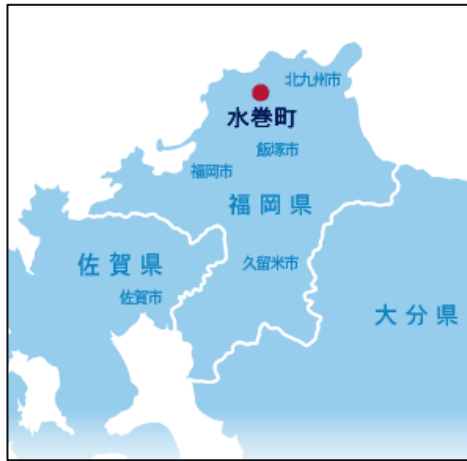 北九州市
水巻町
飯塚市
福岡市
福岡県
久留米市
佐賀県
佐賀市
大分県